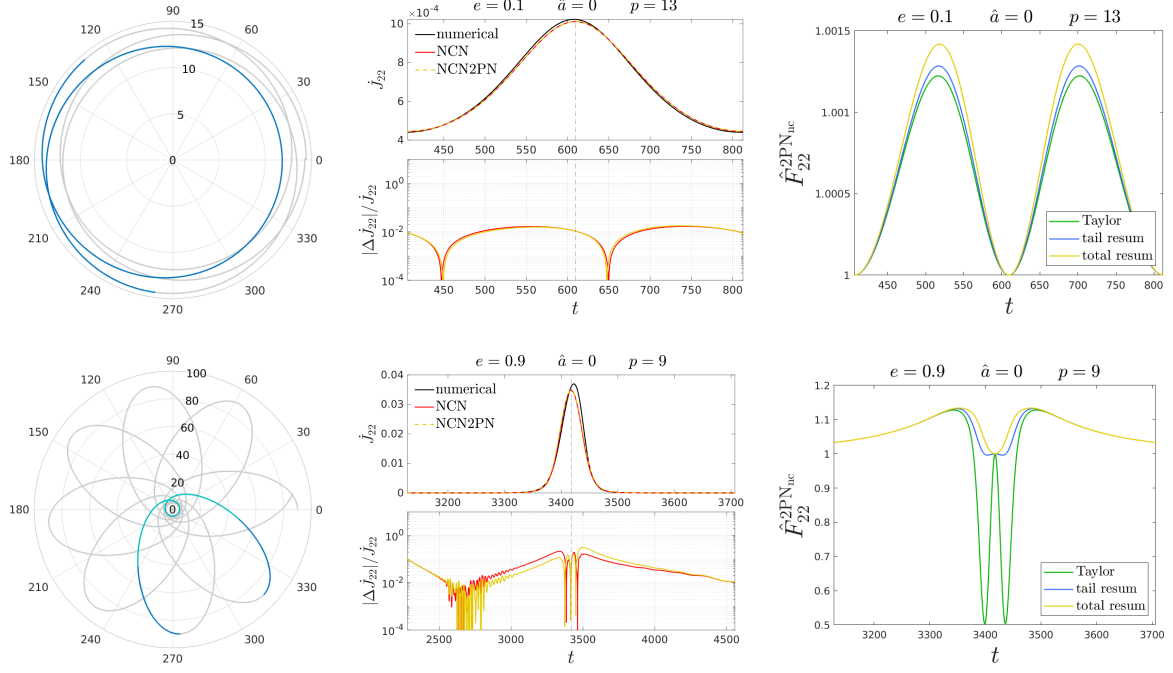 90
120
60
150
30
180
0
210
330
240
300
270
0
5
10
15
e = 0.1 â = 0 p = 13
×10⁻⁴
10
8
6
4
J̇₂₂
numerical
NCN
NCN2PN
450 500 550 600 650 700 750 800
10⁰
10⁻²
10⁻⁴
|ΔJ̇₂₂|/J̇₂₂
450 500 550 600 650 700 750 800
t
e = 0.1 â = 0 p = 13
1.0015
1.001
1.0005
1
F̂₂₂^2PN_nc
Taylor
tail resum
total resum
450 500 550 600 650 700 750 800
t
90
120
60
150
30
180
0
210
330
240
300
270
0
20
40
60
80
100
e = 0.9 â = 0 p = 9
0.04
0.03
0.02
0.01
0
J̇₂₂
numerical
NCN
NCN2PN
3200 3300 3400 3500 3600 3700
10⁰
10⁻²
10⁻⁴
|ΔJ̇₂₂|/J̇₂₂
2500 3000 3500 4000 4500
t
e = 0.9 â = 0 p = 9
1.2
1.1
1
0.9
0.8
0.7
0.6
0.5
F̂₂₂^2PN_nc
Taylor
tail resum
total resum
3200 3300 3400 3500 3600 3700
t